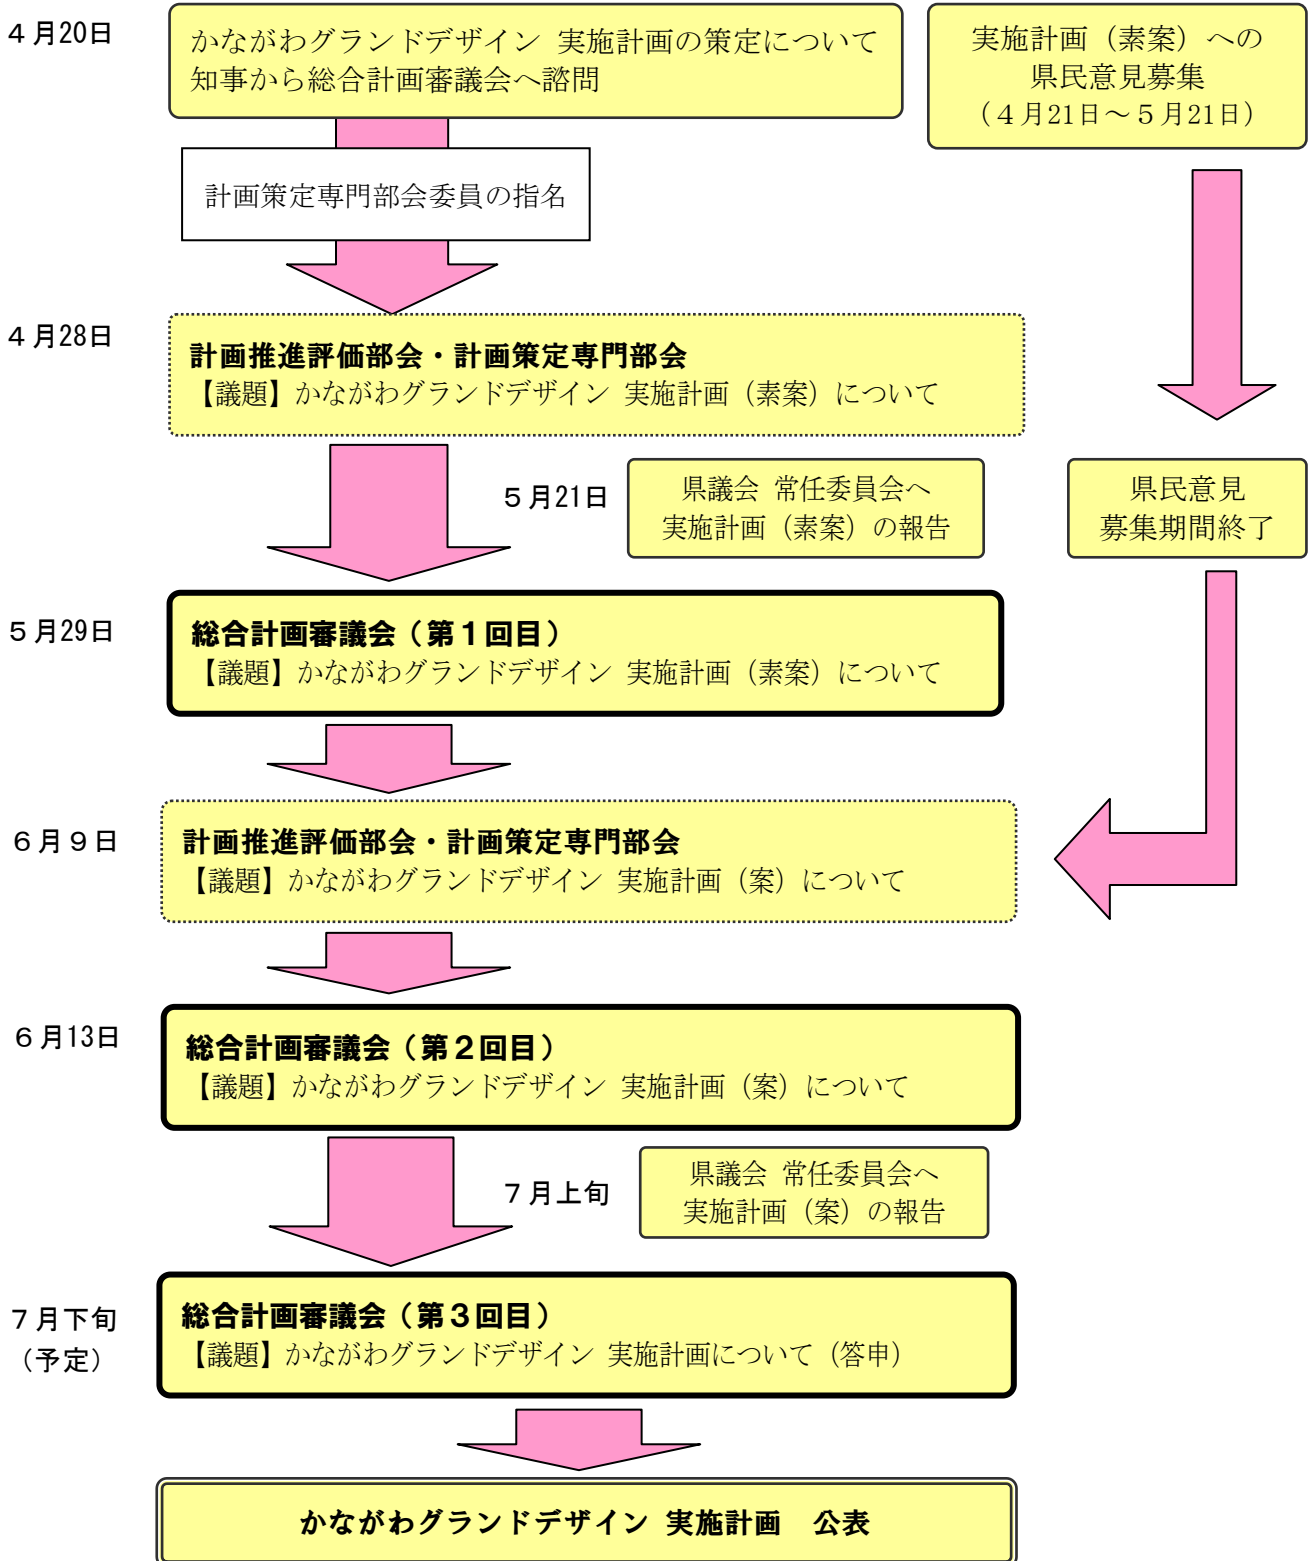 ４月20日
かながわグランドデザイン 実施計画の策定について
知事から総合計画審議会へ諮問
実施計画（素案）への
県民意見募集
（４月21日～５月21日）
計画策定専門部会委員の指名
４月28日
計画推進評価部会・計画策定専門部会
【議題】かながわグランドデザイン 実施計画（素案）について
５月21日
県議会 常任委員会へ
実施計画（素案）の報告
県民意見
募集期間終了
５月29日
総合計画審議会（第１回目）
【議題】かながわグランドデザイン 実施計画（素案）について
６月９日
計画推進評価部会・計画策定専門部会
【議題】かながわグランドデザイン 実施計画（案）について
６月13日
総合計画審議会（第２回目）
【議題】かながわグランドデザイン 実施計画（案）について
７月上旬
県議会 常任委員会へ
実施計画（案）の報告
７月下旬
（予定）
総合計画審議会（第３回目）
【議題】かながわグランドデザイン 実施計画について（答申）
かながわグランドデザイン 実施計画　公表